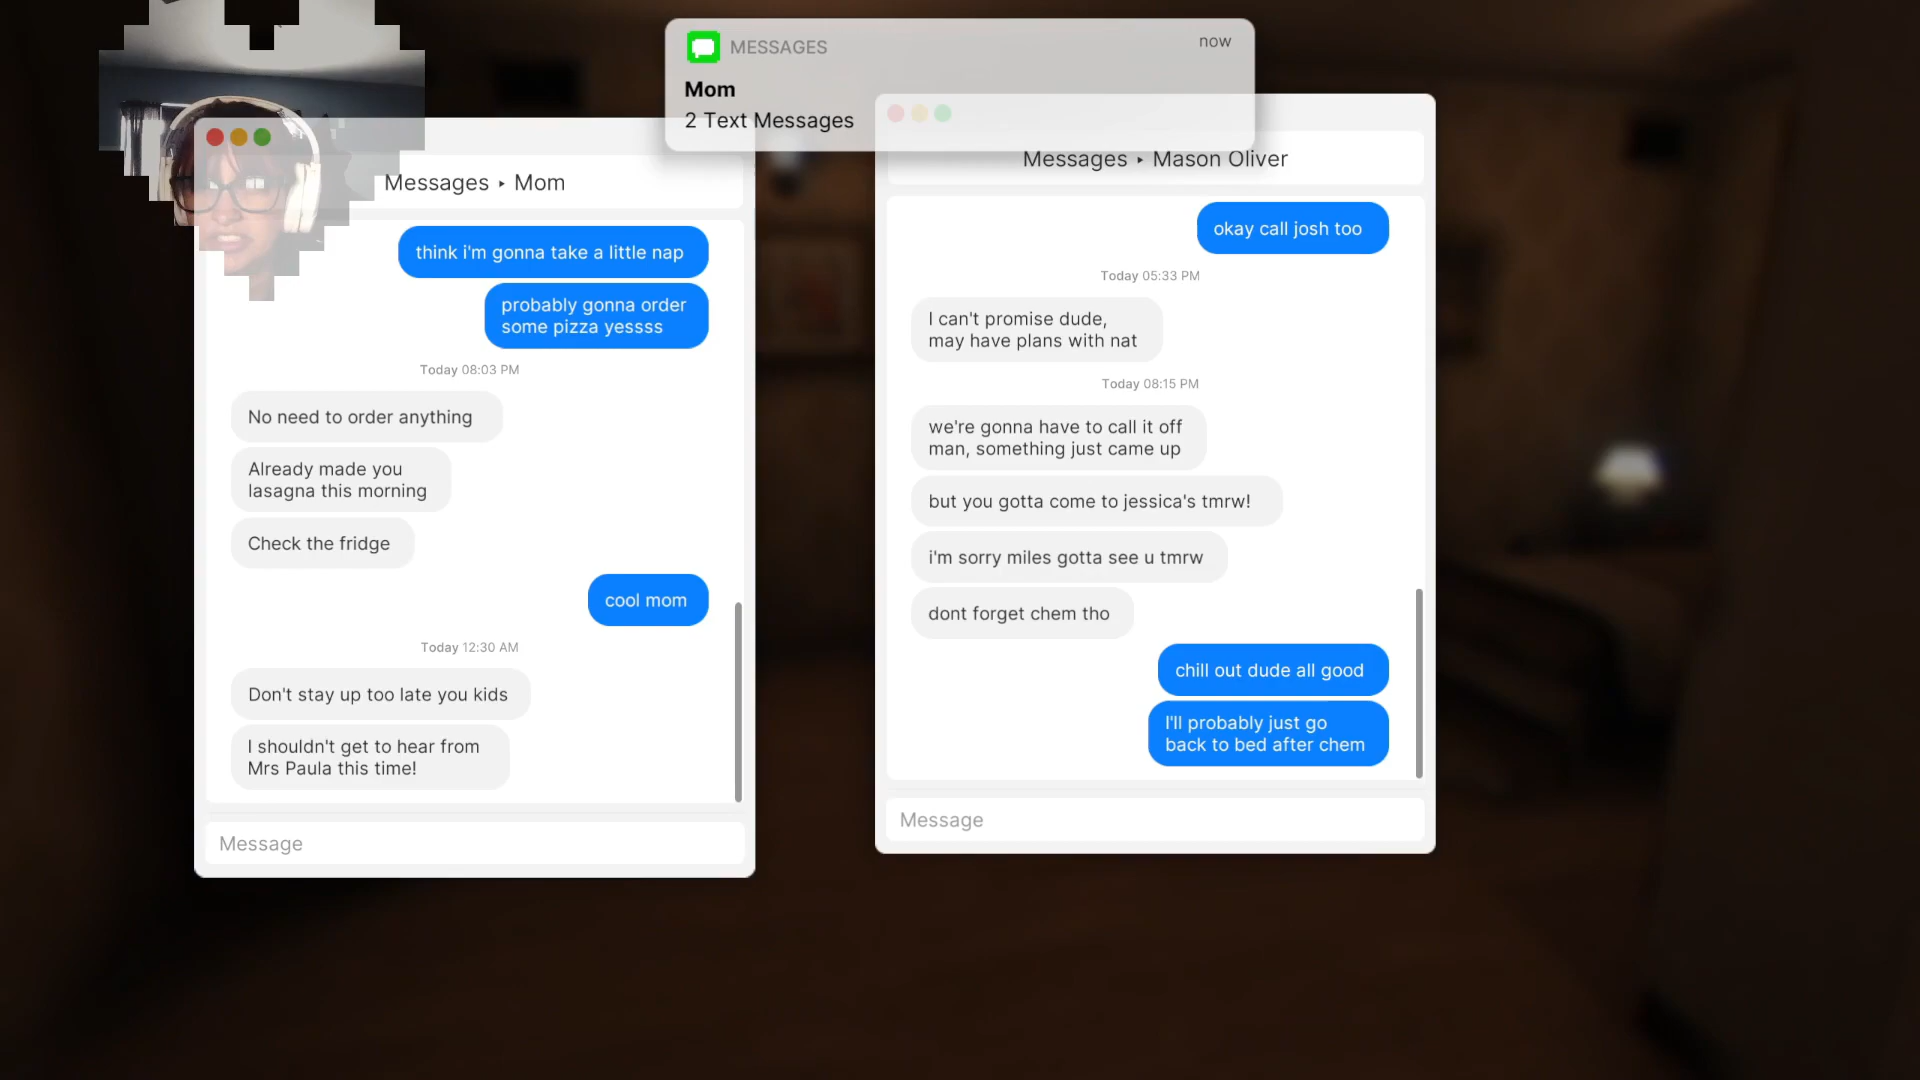 MESSAGES
now
Mom
2 Text Messages
Messages ‣ Mom
think i'm gonna take a little nap
probably gonna order
some pizza yessss
Today 08:03 PM
No need to order anything
Already made you
lasagna this morning
Check the fridge
cool mom
Today 12:30 AM
Don't stay up too late you kids
I shouldn't get to hear from
Mrs Paula this time!
Message
Messages ‣ Mason Oliver
okay call josh too
Today 05:33 PM
I can't promise dude,
may have plans with nat
Today 08:15 PM
we're gonna have to call it off
man, something just came up
but you gotta come to jessica's tmrw!
i'm sorry miles gotta see u tmrw
dont forget chem tho
chill out dude all good
I'll probably just go
back to bed after chem
Message